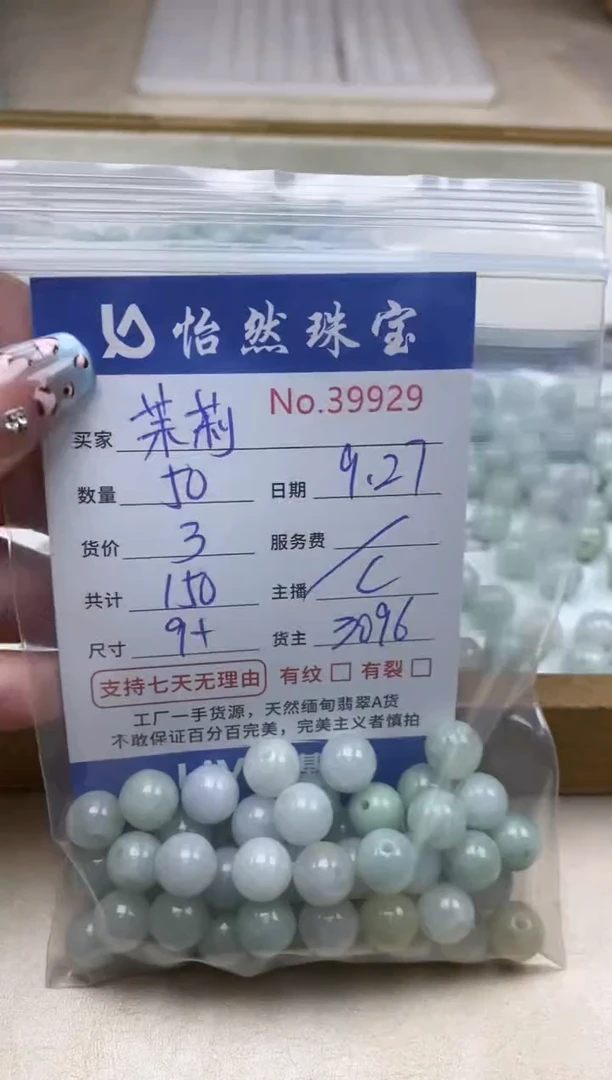 怡然珠宝
No.39929
买家 茉莉
数量 50 日期 9.27
货价 3 服务费 /
共计 150 主播 C
尺寸 9+ 货主 3096
支持七天无理由 有纹 □ 有裂 □
工厂一手货源，天然缅甸翡翠A货
不敢保证百分百完美，完美主义者慎拍